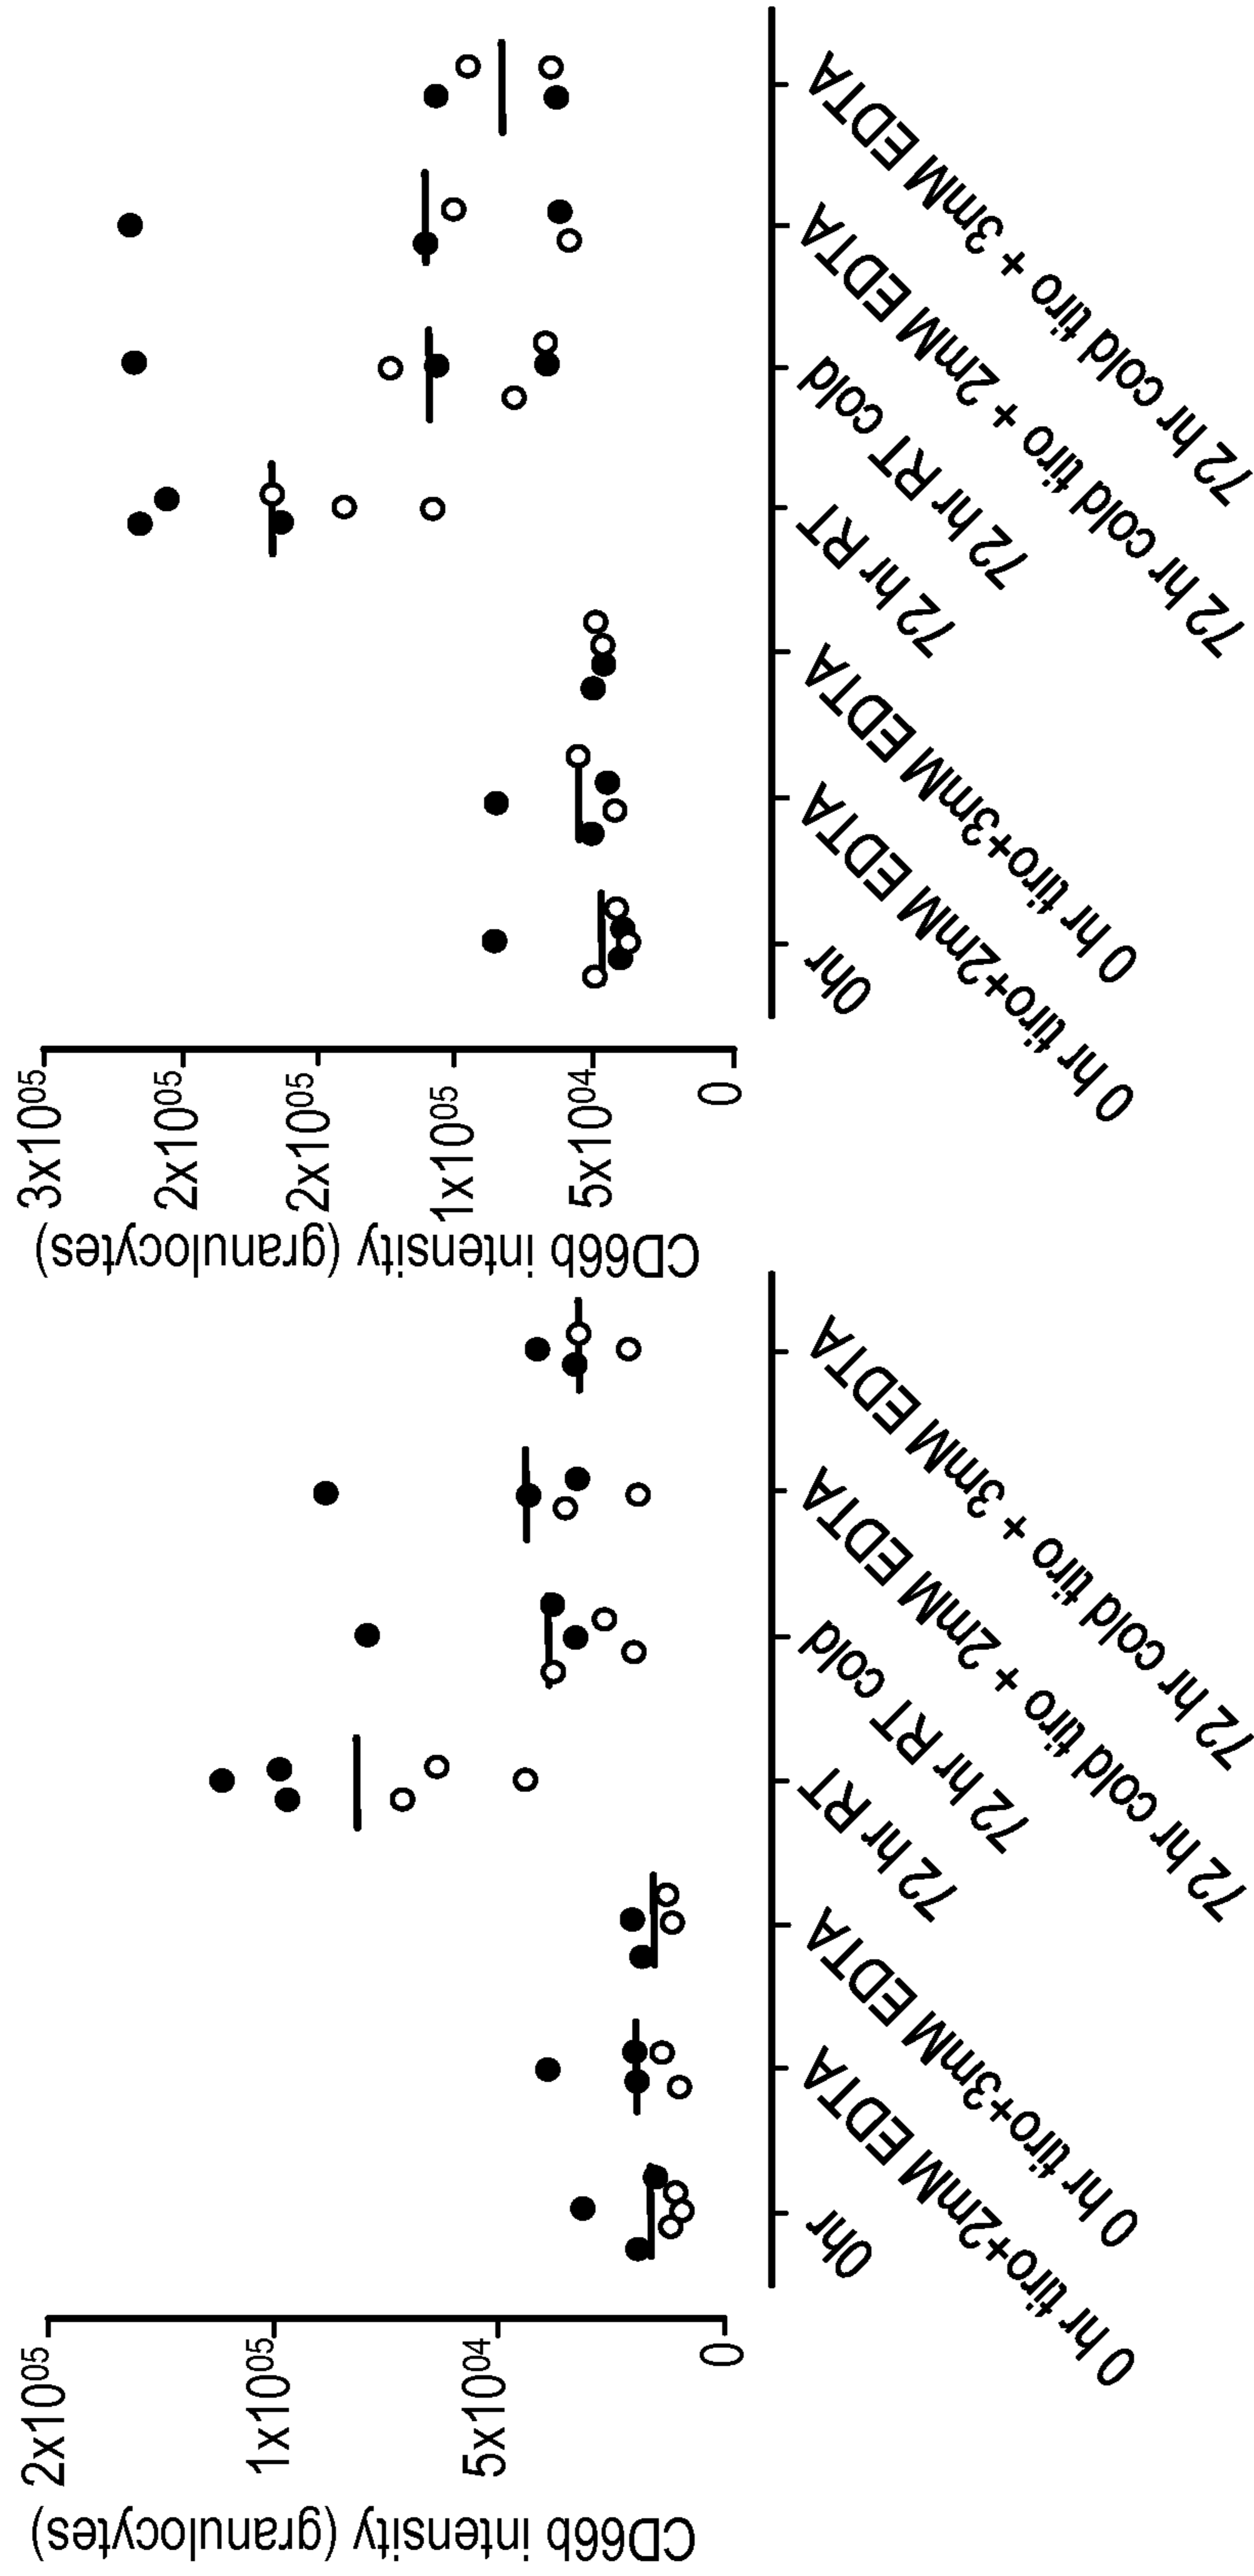 CD66b intensity (granulocytes)
2x10⁰⁵
1x10⁰⁵
5x10⁰⁴
0
0hr
0 hr tiro+2mM EDTA
0 hr tiro+3mM EDTA
72 hr RT
72 hr RT cold
72 hr cold tiro + 2mM EDTA
72 hr cold tiro + 3mM EDTA
CD66b intensity (granulocytes)
3x10⁰⁵
2x10⁰⁵
2x10⁰⁵
1x10⁰⁵
5x10⁰⁴
0
0hr
0 hr tiro+2mM EDTA
0 hr tiro+3mM EDTA
72 hr RT
72 hr RT cold
72 hr cold tiro + 2mM EDTA
72 hr cold tiro + 3mM EDTA